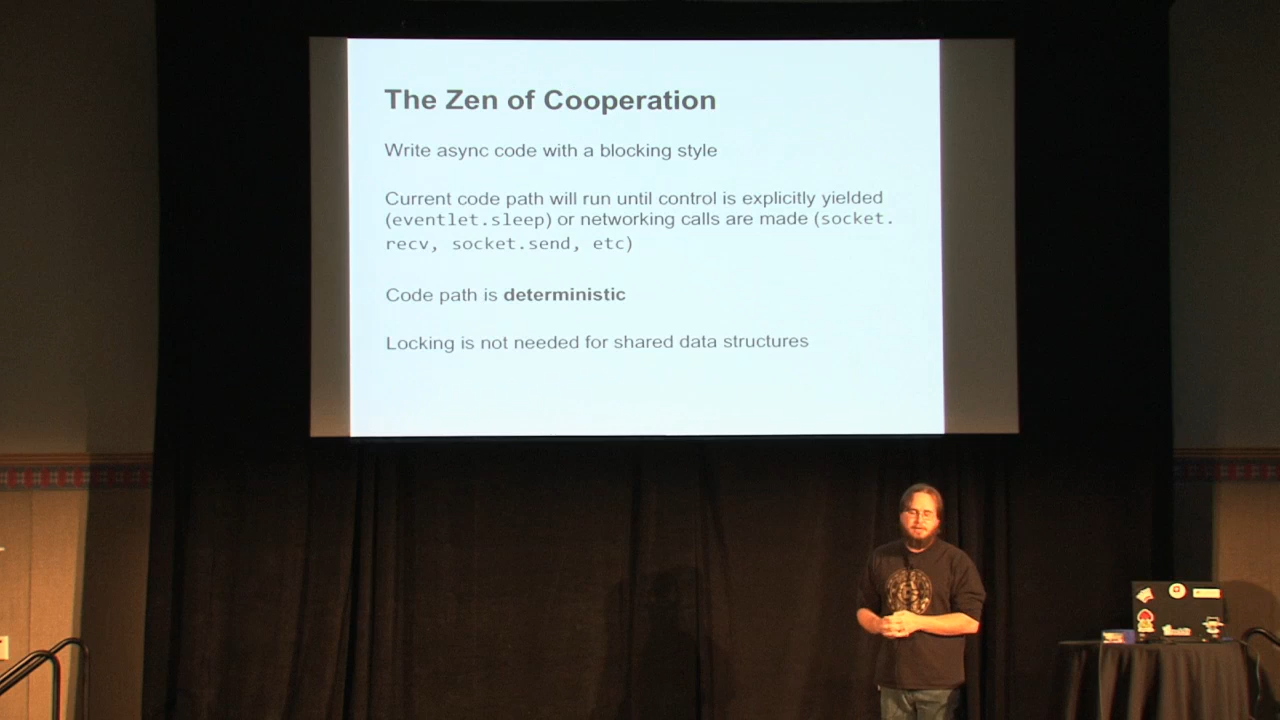 The Zen of Cooperation
Write async code with a blocking style
Current code path will run until control is explicitly yielded
(eventlet.sleep) or networking calls are made (socket.
recv, socket.send, etc)
Code path is deterministic
Locking is not needed for shared data structures